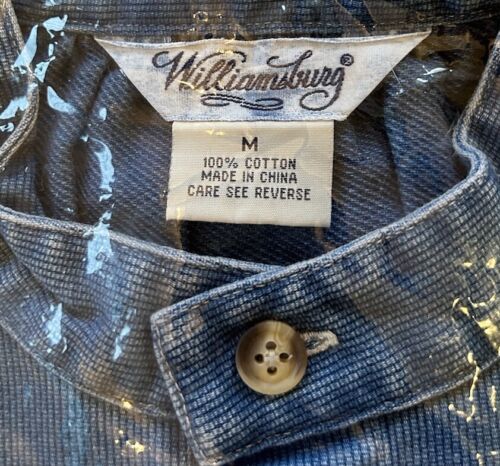 Williamsburg®
M
100% COTTON
MADE IN CHINA
CARE SEE REVERSE